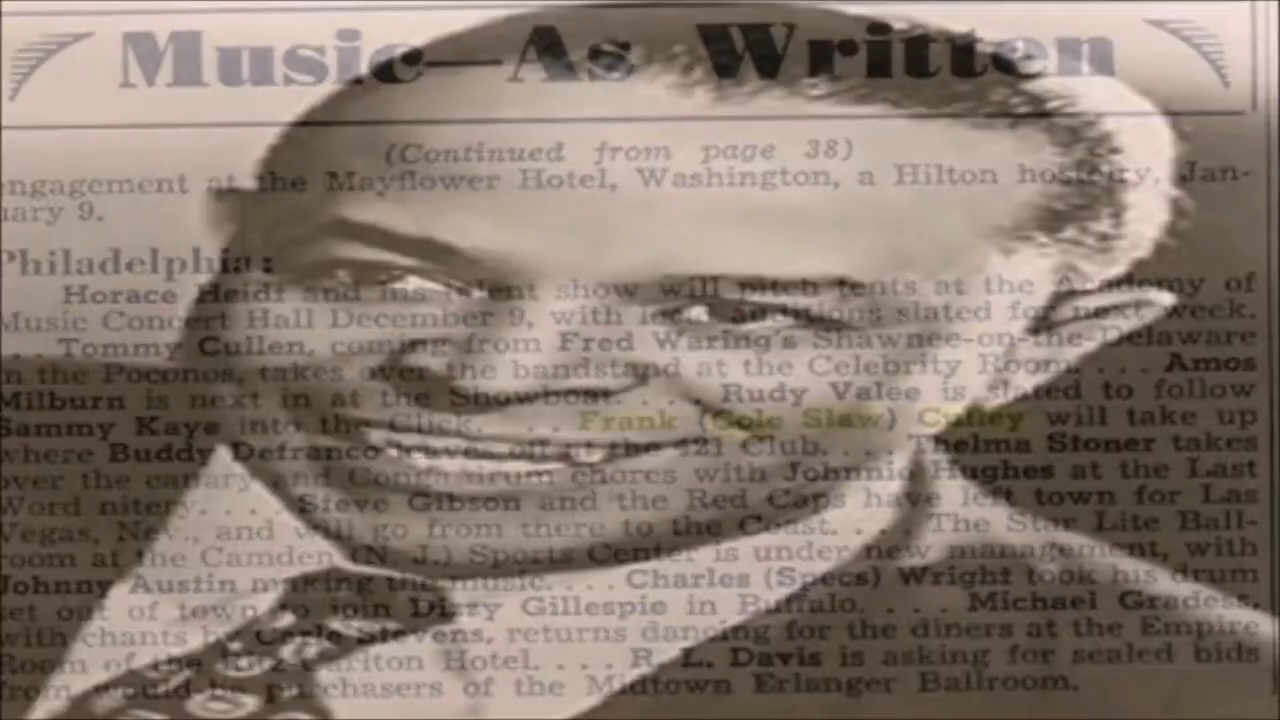 Music—As Written
(Continued from page 38)
ngagement at the Mayflower Hotel, Washington, a Hilton hostelry, Jan-
uary 9.
Philadelphia:
Horace Heidt and his talent show will pitch tents at the Academy of
Music Concert Hall December 9, with local auditions slated for next week.
. . . Tommy Cullen, coming from Fred Waring's Shawnee-on-the-Delaware
in the Poconos, takes over the bandstand at the Celebrity Room. . . . Amos
Milburn is next in at the Showboat. . . . Rudy Valee is slated to follow
Sammy Kaye into the Click. . . . Frank (Cole Slaw) Culley will take up
where Buddy Defranco leaves off at the 421 Club. . . . Thelma Stoner takes
over the canary and Conundrum chores with Johnnie Hughes at the Last
Word nitery. . . . Steve Gibson and the Red Caps have left town for Las
Vegas, Nev., and will go from there to the Coast. . . . The Star Lite Ball-
room at the Camden (N. J.) Sports Center is under new management, with
Johnny Austin making the music. . . . Charles (Specs) Wright took his drum
set out of town to join Dizzy Gillespie in Buffalo. . . . Michael Gradess,
with chants by Carle Stevens, returns dancing for the diners at the Empire
Room of the Ritz-Carlton Hotel. . . . R. L. Davis is asking for sealed bids
from would-be purchasers of the Midtown Erlanger Ballroom.